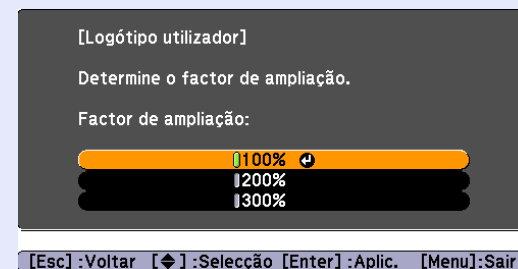 [Logótipo utilizador]
Determine o factor de ampliação.
Factor de ampliação:
100%
200%
300%
[Esc] :Voltar [◆] :Selecção [Enter] :Aplic. [Menu]:Sair